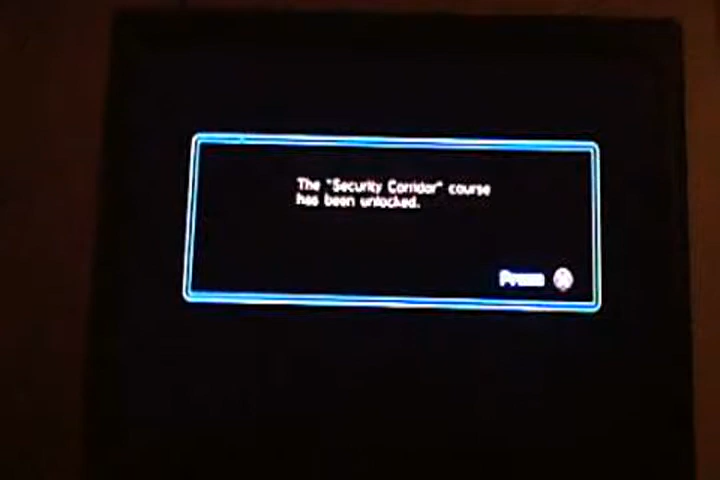 The "Security Corridor" course
has been unlocked.
Press